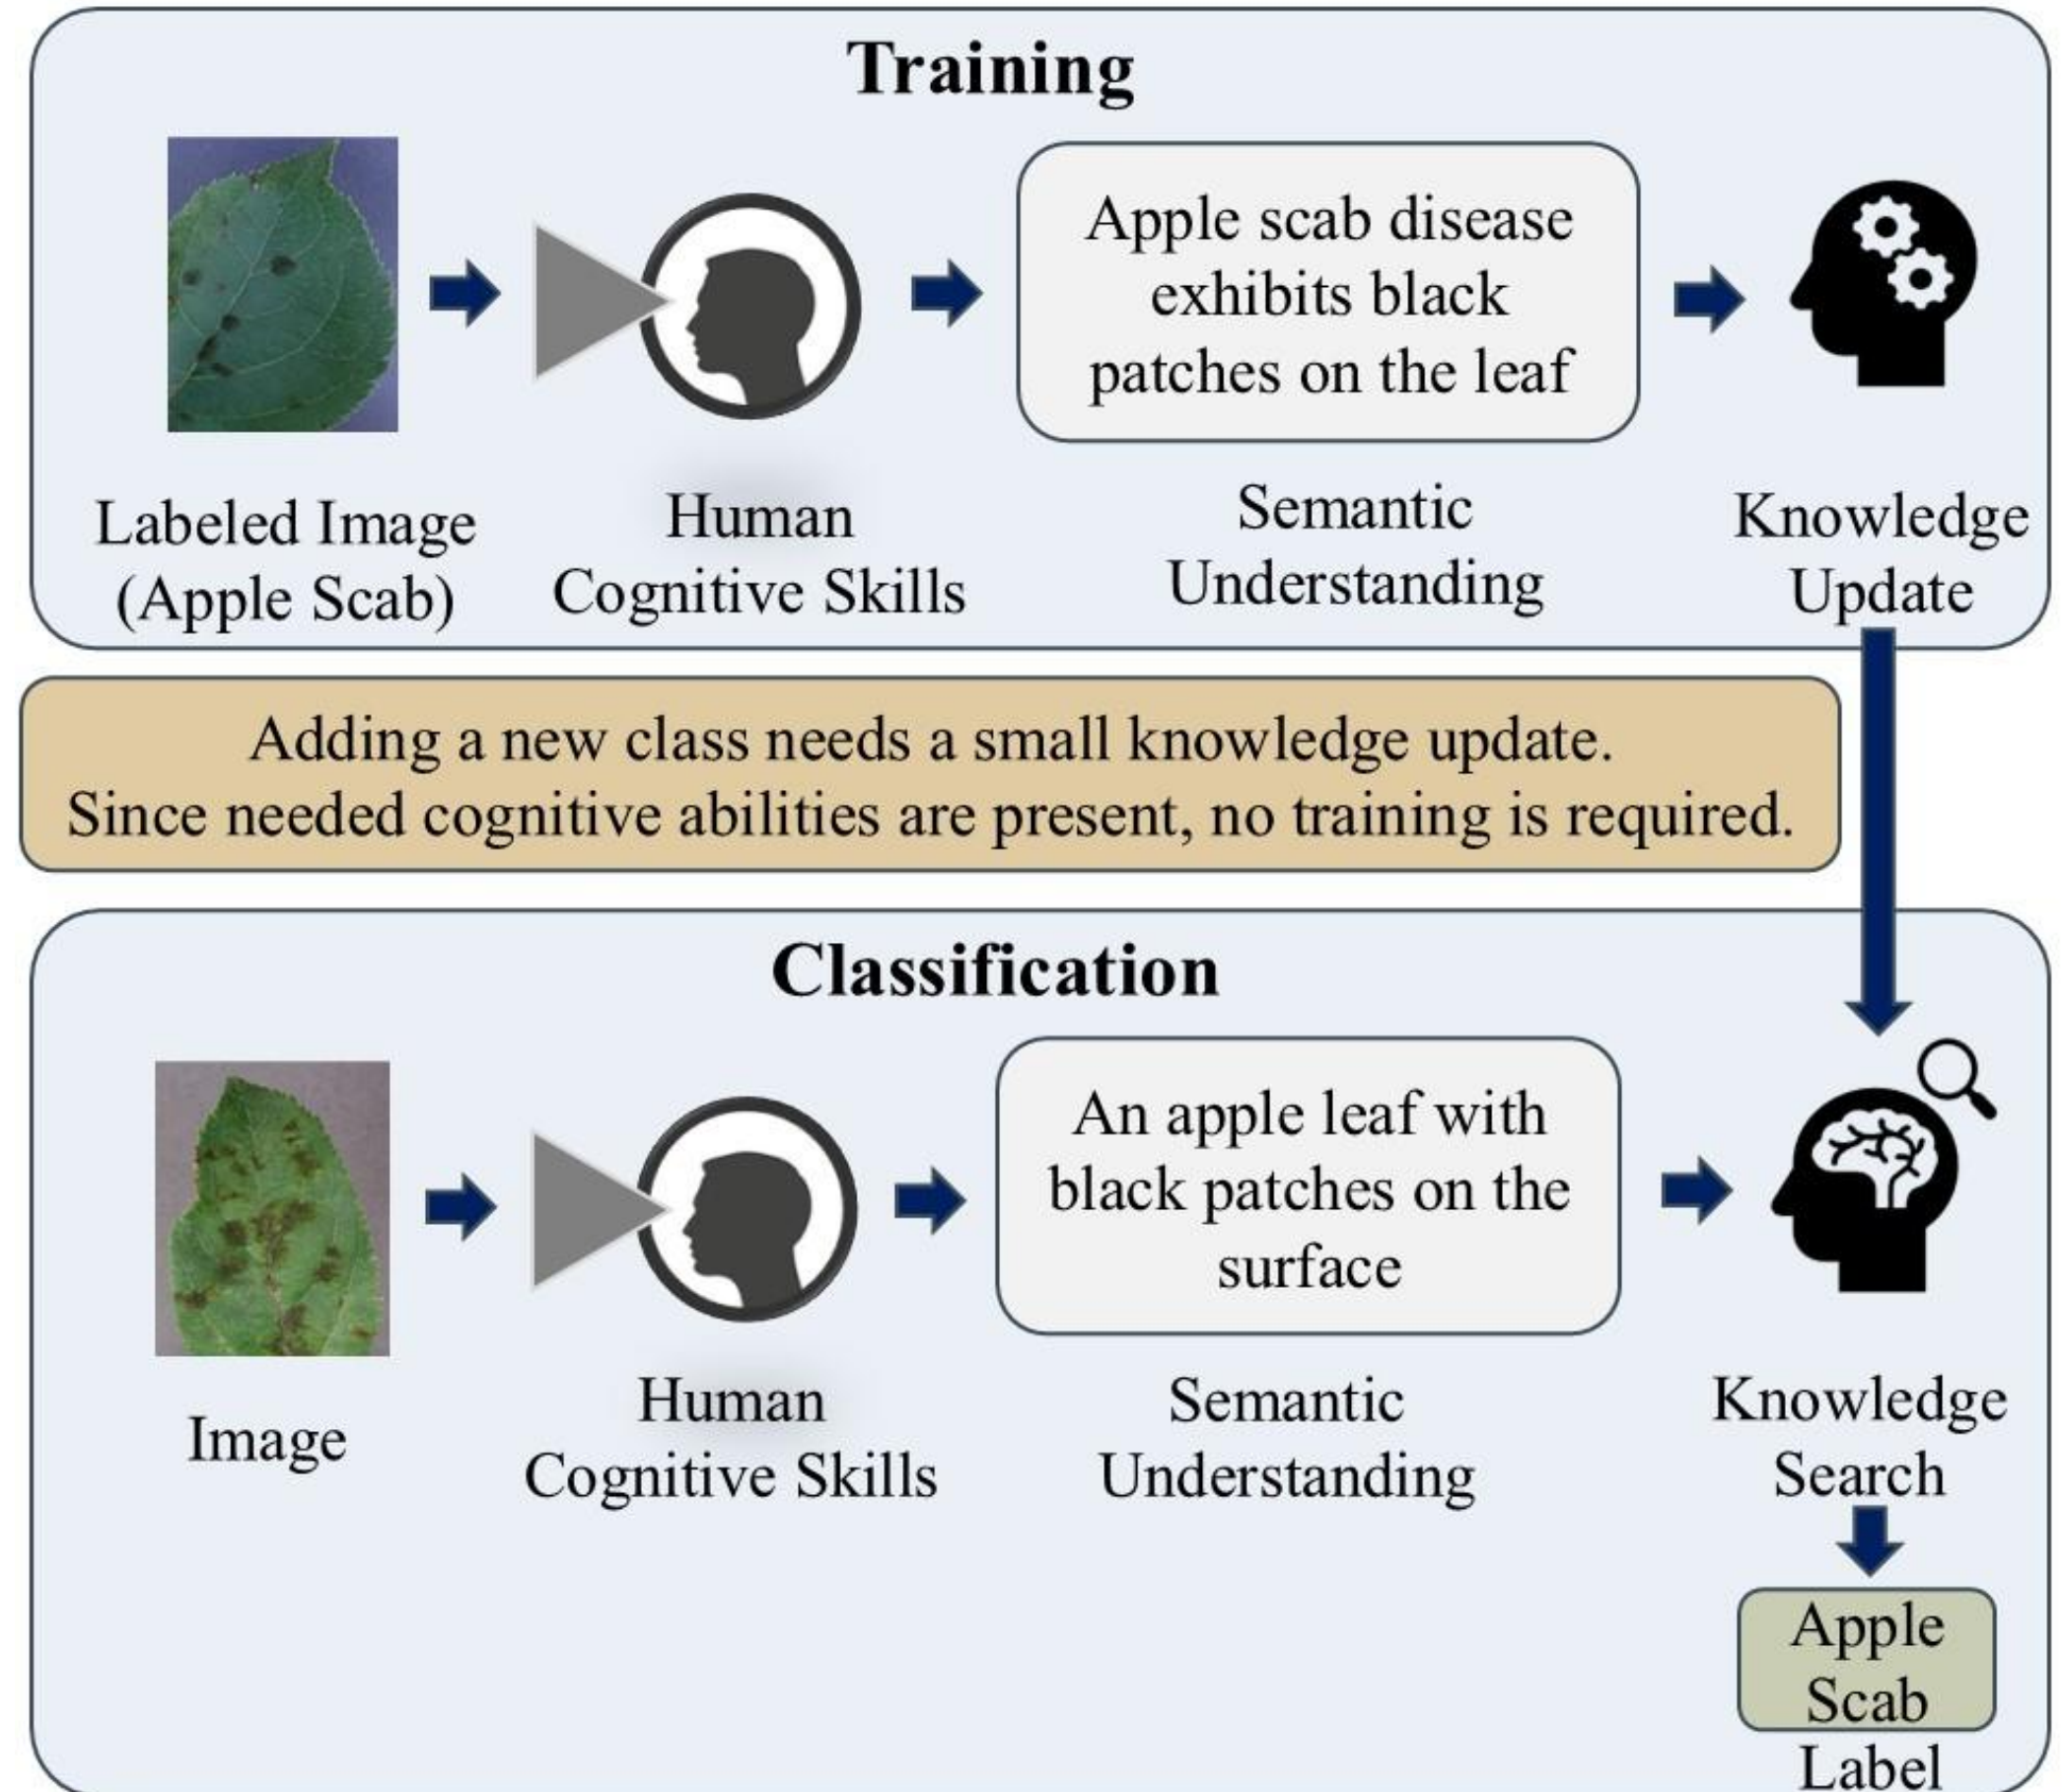 Training
Apple scab disease
exhibits black
patches on the leaf
Labeled Image
(Apple Scab)
Human
Cognitive Skills
Semantic
Understanding
Knowledge
Update
Adding a new class needs a small knowledge update.
Since needed cognitive abilities are present, no training is required.
Classification
An apple leaf with
black patches on the
surface
Image
Human
Cognitive Skills
Semantic
Understanding
Knowledge
Search
Apple
Scab
Label